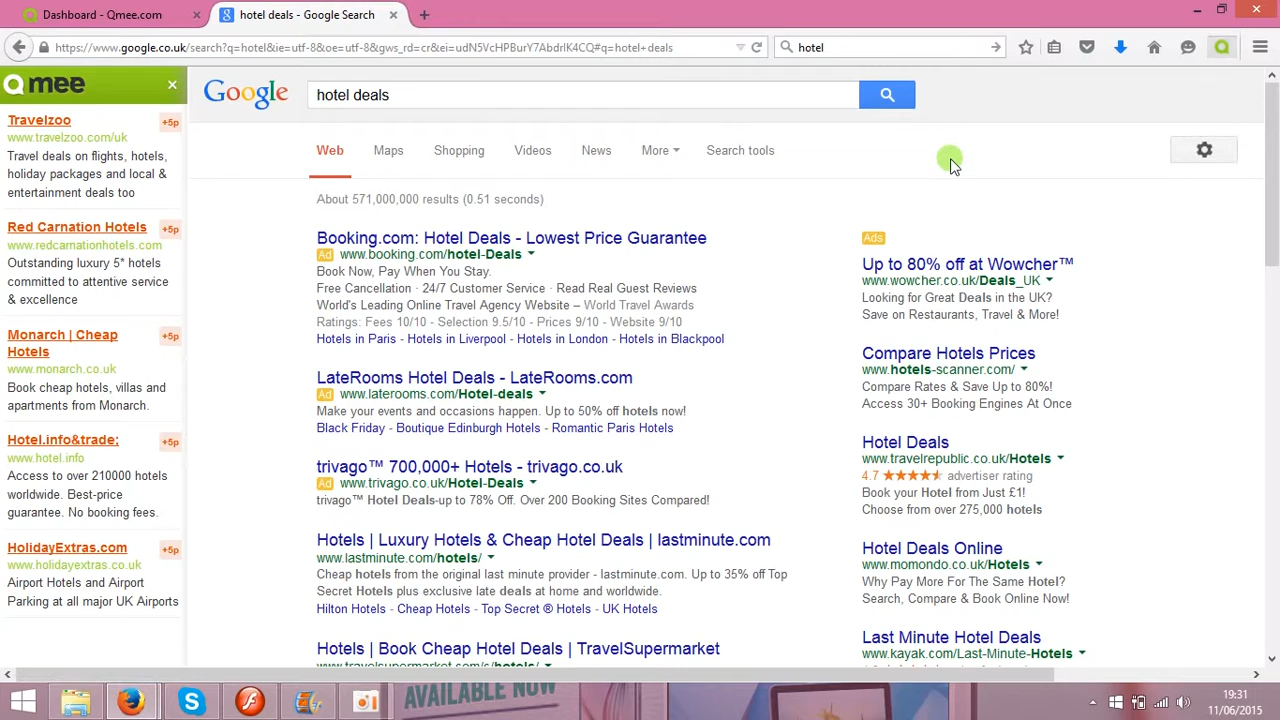 Dashboard - Qmee.com
hotel deals - Google Search
https://www.google.co.uk/search?q=hotel&ie=utf-8&oe=utf-8&gws_rd=cr&ei=udN5VcHPBurY7AbdrIK4CQ#q=hotel+deals
hotel
Qmee
Travelzoo
+5p
www.travelzoo.com/uk
Travel deals on flights, hotels,
holiday packages and local &
entertainment deals too
Red Carnation Hotels
+5p
www.redcarnationhotels.com
Outstanding luxury 5* hotels
committed to attentive service
& excellence
Monarch | Cheap
Hotels
+5p
www.monarch.co.uk
Book cheap hotels, villas and
apartments from Monarch.
Hotel.info&trade;
+5p
www.hotel.info
Access to over 210000 hotels
worldwide. Best-price
guarantee. No booking fees.
HolidayExtras.com
+5p
www.holidayextras.co.uk
Airport Hotels and Airport
Parking at all major UK Airports
Google
hotel deals
Web Maps Shopping Videos News More Search tools
About 571,000,000 results (0.51 seconds)
Booking.com: Hotel Deals - Lowest Price Guarantee
Ad www.booking.com/hotel-Deals
Book Now, Pay When You Stay.
Free Cancellation · 24/7 Customer Service · Read Real Guest Reviews
World's Leading Online Travel Agency Website – World Travel Awards
Ratings: Fees 10/10 - Selection 9.5/10 - Prices 9/10 - Website 9/10
Hotels in Paris - Hotels in Liverpool - Hotels in London - Hotels in Blackpool
LateRooms Hotel Deals - LateRooms.com
Ad www.laterooms.com/Hotel-deals
Make your events and occasions happen. Up to 50% off hotels now!
Black Friday - Boutique Edinburgh Hotels - Romantic Paris Hotels
trivago™ 700,000+ Hotels - trivago.co.uk
Ad www.trivago.co.uk/Hotel-Deals
trivago™ Hotel Deals-up to 78% Off. Over 200 Booking Sites Compared!
Hotels | Luxury Hotels & Cheap Hotel Deals | lastminute.com
www.lastminute.com/hotels/
Cheap hotels from the original last minute provider - lastminute.com. Up to 35% off Top
Secret Hotels plus exclusive late deals at home and worldwide.
Hilton Hotels - Cheap Hotels - Top Secret ® Hotels - UK Hotels
Hotels | Book Cheap Hotel Deals | TravelSupermarket
www.travelsupermarket.com/c/hotels/
Ads
Up to 80% off at Wowcher™
www.wowcher.co.uk/Deals_UK
Looking for Great Deals in the UK?
Save on Restaurants, Travel & More!
Compare Hotels Prices
www.hotels-scanner.com/
Compare Rates & Save Up to 80%!
Access 30+ Booking Engines At Once
Hotel Deals
www.travelrepublic.co.uk/Hotels
4.7 advertiser rating
Book your Hotel from Just £1!
Choose from over 275,000 hotels
Hotel Deals Online
www.momondo.co.uk/Hotels
Why Pay More For The Same Hotel?
Search, Compare & Book Online Now!
Last Minute Hotel Deals
www.kayak.com/Last-Minute-Hotels
AVAILABLE NOW
19:31
11/06/2015